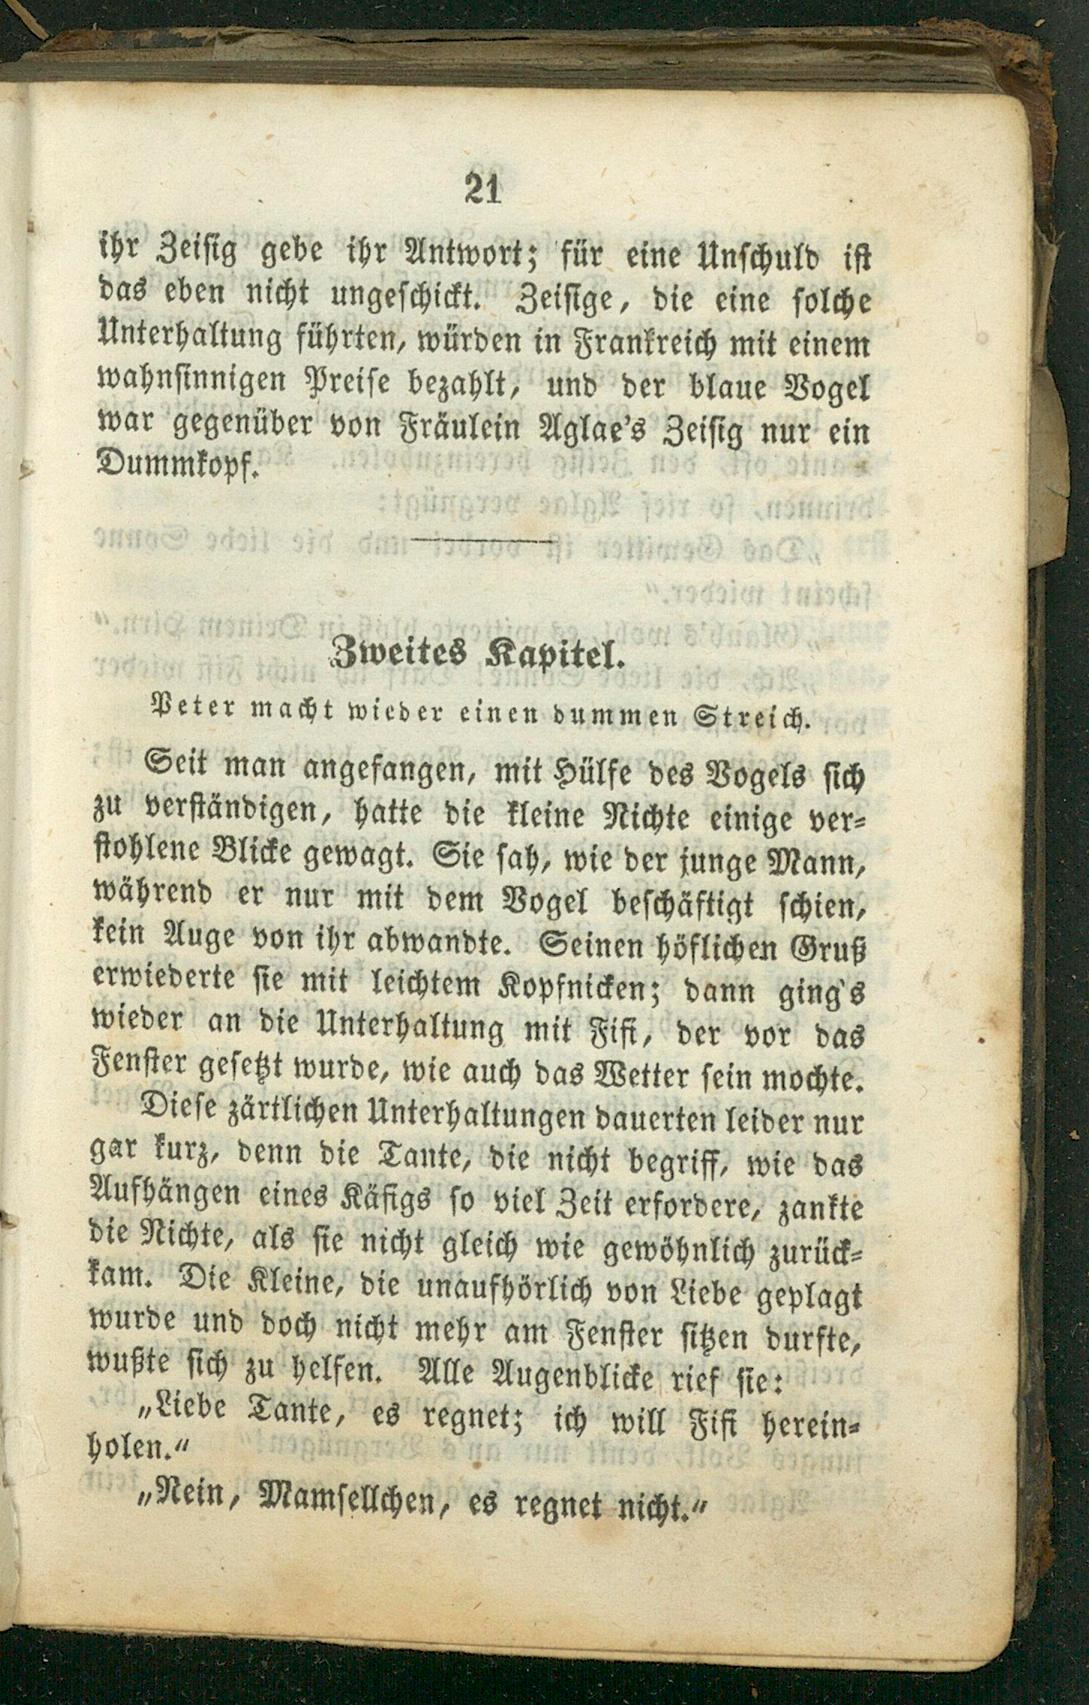 21
ihr Zeisig gebe ihr Antwort; für eine Unschuld ist
das eben nicht ungeschickt. Zeisige, die eine solche
Unterhaltung führten, würden in Frankreich mit einem
wahnsinnigen Preise bezahlt, und der blaue Vogel
war gegenüber von Fräulein Aglae's Zeisig nur ein
Dummkopf.
Zweites Kapitel.
Peter macht wieder einen dummen Streich.
Seit man angefangen, mit Hülfe des Vogels sich
zu verständigen, hatte die kleine Nichte einige ver-
stohlene Blicke gewagt. Sie sah, wie der junge Mann,
während er nur mit dem Vogel beschäftigt schien,
kein Auge von ihr abwandte. Seinen höflichen Gruß
erwiederte sie mit leichtem Kopfnicken; dann ging's
wieder an die Unterhaltung mit Fifi, der vor das
Fenster gesetzt wurde, wie auch das Wetter sein mochte.
Diese zärtlichen Unterhaltungen dauerten leider nur
gar kurz, denn die Tante, die nicht begriff, wie das
Aufhängen eines Käfigs so viel Zeit erfordere, zankte
die Nichte, als sie nicht gleich wie gewöhnlich zurück-
kam. Die Kleine, die unaufhörlich von Liebe geplagt
wurde und doch nicht mehr am Fenster sitzen durfte,
wußte sich zu helfen. Alle Augenblicke rief sie:
„Liebe Tante, es regnet; ich will Fifi herein-
holen.“
„Nein, Mamsellchen, es regnet nicht.“